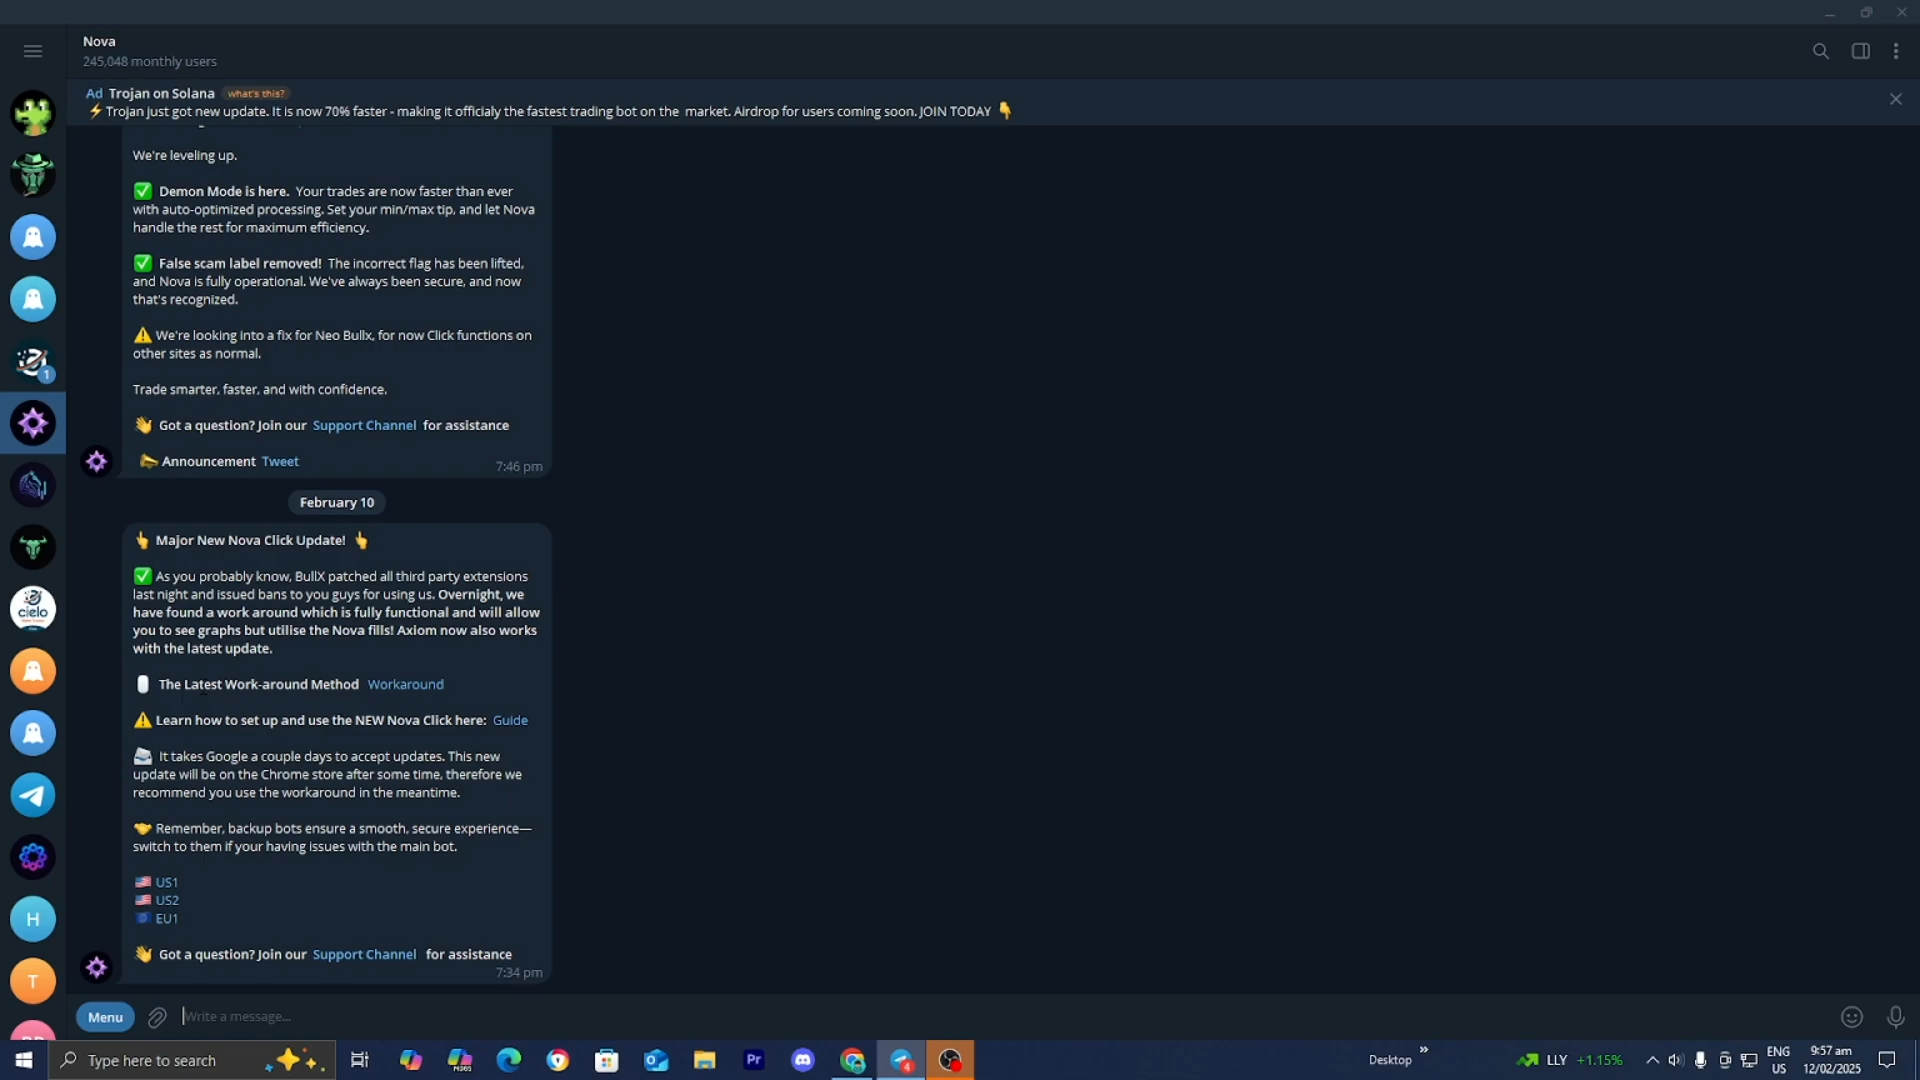 Nova
245,048 monthly users
Ad Trojan on Solana what's this?
⚡Trojan just got new update. It is now 70% faster - making it officialy the fastest trading bot on the market. Airdrop for users coming soon. JOIN TODAY 👇
We're leveling up.
✅ Demon Mode is here. Your trades are now faster than ever
with auto-optimized processing. Set your min/max tip, and let Nova
handle the rest for maximum efficiency.
✅ False scam label removed! The incorrect flag has been lifted,
and Nova is fully operational. We've always been secure, and now
that's recognized.
⚠️ We're looking into a fix for Neo Bullx, for now Click functions on
other sites as normal.
Trade smarter, faster, and with confidence.
👋 Got a question? Join our Support Channel for assistance
📣 Announcement Tweet
7:46 pm
February 10
👆 Major New Nova Click Update! 👆
✅ As you probably know, BullX patched all third party extensions
last night and issued bans to you guys for using us. Overnight, we
have found a work around which is fully functional and will allow
you to see graphs but utilise the Nova fills! Axiom now also works
with the latest update.
The Latest Work-around Method Workaround
⚠️ Learn how to set up and use the NEW Nova Click here: Guide
It takes Google a couple days to accept updates. This new
update will be on the Chrome store after some time, therefore we
recommend you use the workaround in the meantime.
🤝 Remember, backup bots ensure a smooth, secure experience—
switch to them if your having issues with the main bot.
🇺🇸 US1
🇺🇸 US2
🇪🇺 EU1
👋 Got a question? Join our Support Channel for assistance
7:34 pm
1
cielo
H
T
Menu
Write a message...
Type here to search
M365
Pr
4
Desktop
LLY +1.15%
ENG
US
9:57 am
12/02/2025